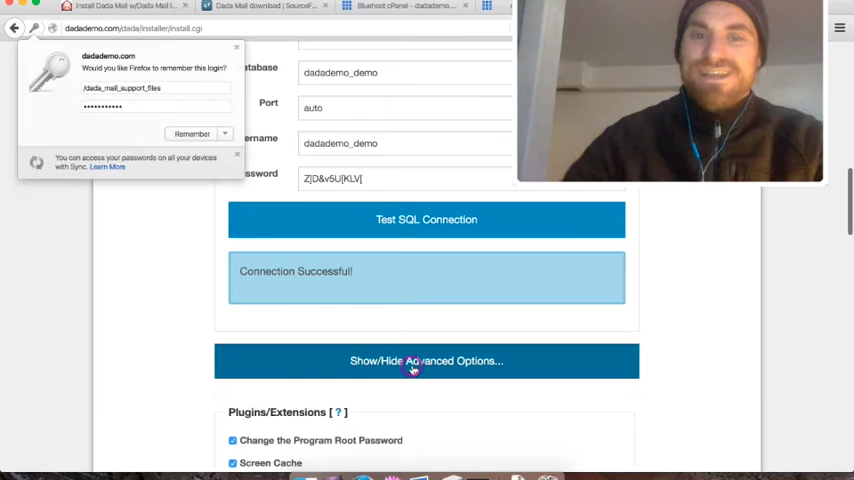 Install Dada Mail w/Dada Mail I...
Dada Mail download | SourceF...
Bluehost cPanel - dadademo...
dadademo.com/dada/installer/install.cgi
dadademo.com
Would you like Firefox to remember this login?
/dada_mail_support_files
•••••••••••
Remember
You can access your passwords on all your devices
with Sync. Learn More
atabase
dadademo_demo
Port
auto
ername
dadademo_demo
ssword
Z]D&v5U[KLV[
Test SQL Connection
Connection Successful!
Show/Hide Advanced Options...
Plugins/Extensions [ ? ]
Change the Program Root Password
Screen Cache